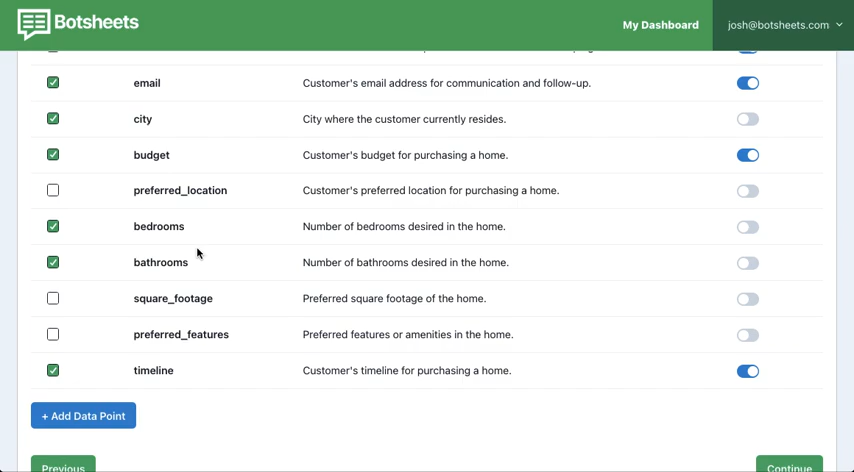 Botsheets
My Dashboard
josh@botsheets.com
email Customer's email address for communication and follow-up.
city City where the customer currently resides.
budget Customer's budget for purchasing a home.
preferred_location Customer's preferred location for purchasing a home.
bedrooms Number of bedrooms desired in the home.
bathrooms Number of bathrooms desired in the home.
square_footage Preferred square footage of the home.
preferred_features Preferred features or amenities in the home.
timeline Customer's timeline for purchasing a home.
+ Add Data Point
Previous Continue